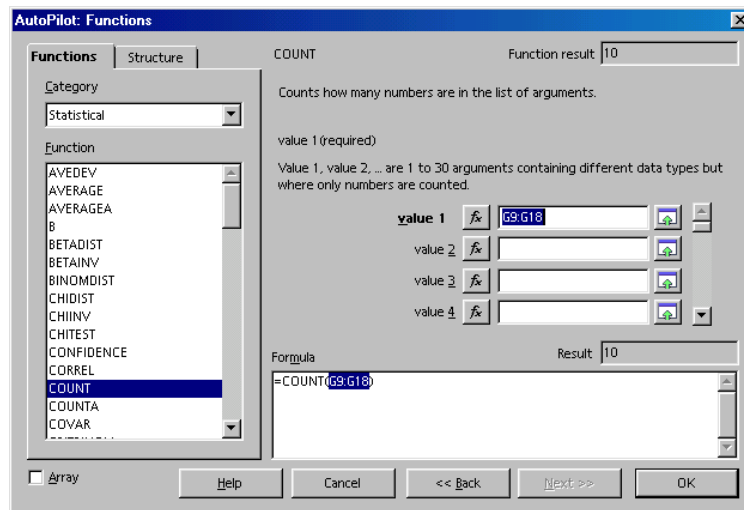 AutoPilot: Functions
Functions
Structure
Category
Statistical
Function
AVEDEV
AVERAGE
AVERAGEA
B
BETADIST
BETAINV
BINOMDIST
CHIDIST
CHIINV
CHITEST
CONFIDENCE
CORREL
COUNT
COUNTA
COVAR
COUNT
Function result 10
Counts how many numbers are in the list of arguments.
value 1 (required)
Value 1, value 2, ... are 1 to 30 arguments containing different data types but
where only numbers are counted.
value 1 fx G9:G18
value 2 fx
value 3 fx
value 4 fx
Formula
Result 10
=COUNT(G9:G18)
Array
Help
Cancel
<< Back
Next >>
OK